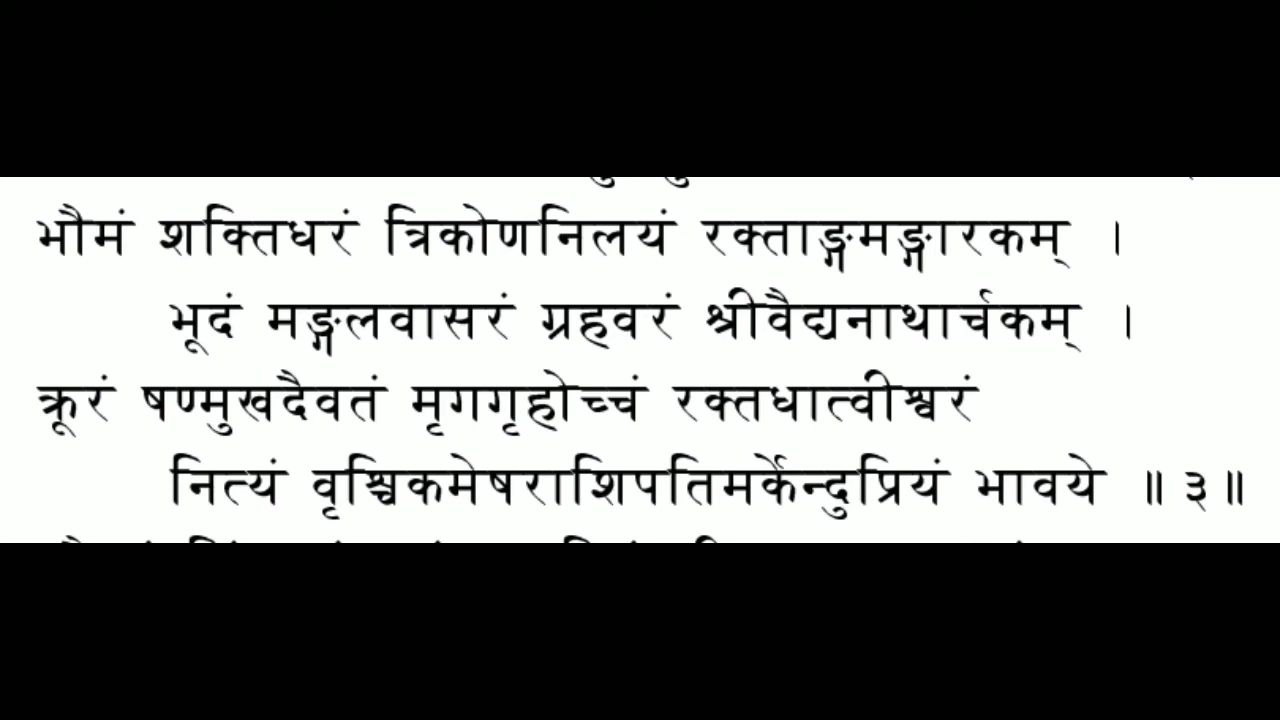 भौमं शक्तिधरं त्रिकोणनिलयं रक्ताङ्गमङ्गारकम् ।
भूदं मङ्गलवासरं ग्रहवरं श्रीवैद्यनाथार्चकम् ।
क्रूरं षण्मुखदैवतं मृगगृहोच्चं रक्तधात्वीश्वरं
नित्यं वृश्चिकमेषराशिपतिमर्केन्दुप्रियं भावये ॥ ३॥